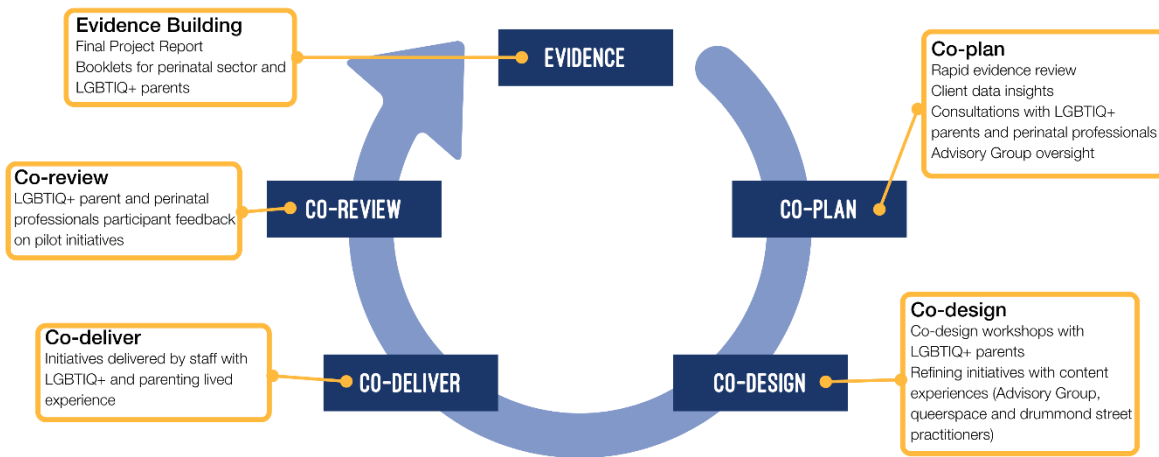 Evidence Building
Final Project Report
Booklets for perinatal sector and
LGBTIQ+ parents
EVIDENCE
Co-plan
Rapid evidence review
Client data insights
Consultations with LGBTIQ+
parents and perinatal professionals
Advisory Group oversight
Co-review
LGBTIQ+ parent and perinatal
professionals participant feedback
on pilot initiatives
CO-REVIEW
CO-PLAN
Co-deliver
Initiatives delivered by staff with
LGBTIQ+ and parenting lived
experience
CO-DELIVER
CO-DESIGN
Co-design
Co-design workshops with
LGBTIQ+ parents
Refining initiatives with content
experiences (Advisory Group,
queerspace and drummond street
practitioners)